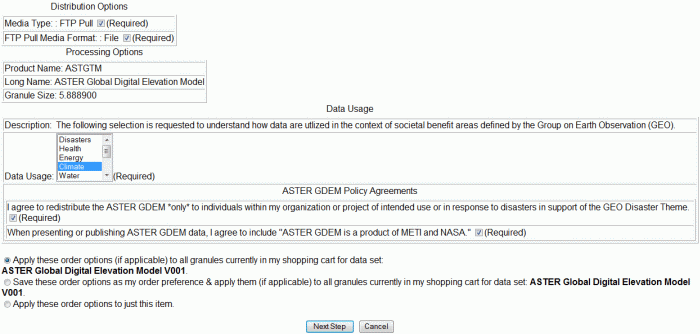 Distribution Options
Media Type: : FTP Pull (Required)
FTP Pull Media Format: : File (Required)
Processing Options
Product Name: ASTGTM
Long Name: ASTER Global Digital Elevation Model
Granule Size: 5.888900
Data Usage
Description: The following selection is requested to understand how data are utlized in the context of societal benefit areas defined by the Group on Earth Observation (GEO).
Disasters
Health
Energy
Climate
Water
Data Usage: (Required)
ASTER GDEM Policy Agreements
I agree to redistribute the ASTER GDEM *only* to individuals within my organization or project of intended use or in response to disasters in support of the GEO Disaster Theme.
(Required)
When presenting or publishing ASTER GDEM data, I agree to include "ASTER GDEM is a product of METI and NASA." (Required)
Apply these order options (if applicable) to all granules currently in my shopping cart for data set:
ASTER Global Digital Elevation Model V001.
Save these order options as my order preference & apply them (if applicable) to all granules currently in my shopping cart for data set: ASTER Global Digital Elevation Model
V001.
Apply these order options to just this item.
Next Step Cancel